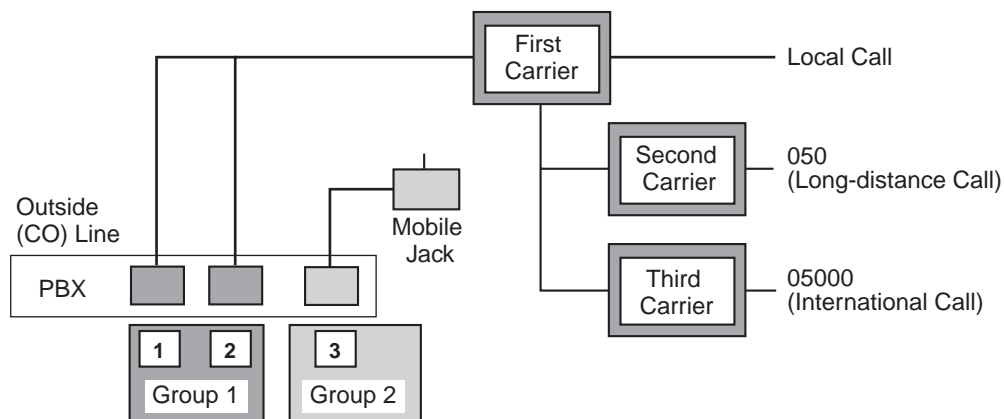 First
Carrier
Local Call
Second
Carrier
050
(Long-distance Call)
Mobile
Jack
Outside
(CO) Line
Third
Carrier
05000
(International Call)
PBX
1
2
3
Group 1
Group 2